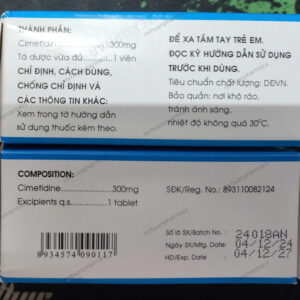 THÀNH PHẦN:
Cimetidine 300mg
Tá dược vừa đủ 1 viên
CHỈ ĐỊNH, CÁCH DÙNG,
CHỐNG CHỈ ĐỊNH VÀ
CÁC THÔNG TIN KHÁC:
Xem trong tờ hướng dẫn
sử dụng thuốc kèm theo.
ĐỂ XA TẦM TAY TRẺ EM.
ĐỌC KỸ HƯỚNG DẪN SỬ DỤNG
TRƯỚC KHI DÙNG.
Tiêu chuẩn chất lượng: DĐVN.
Bảo quản: nơi khô ráo,
tránh ánh sáng,
nhiệt độ không quá 30°C.
COMPOSITION:
Cimetidine 300mg
Excipients q.s 1 tablet
8934574090117
SĐK/Reg. No.: 893110082124
Số lô SX/Batch No.: 24018AN
Ngày SX/Mfg. Date: 04/12/24
HD/Exp. Date : 04/12/27